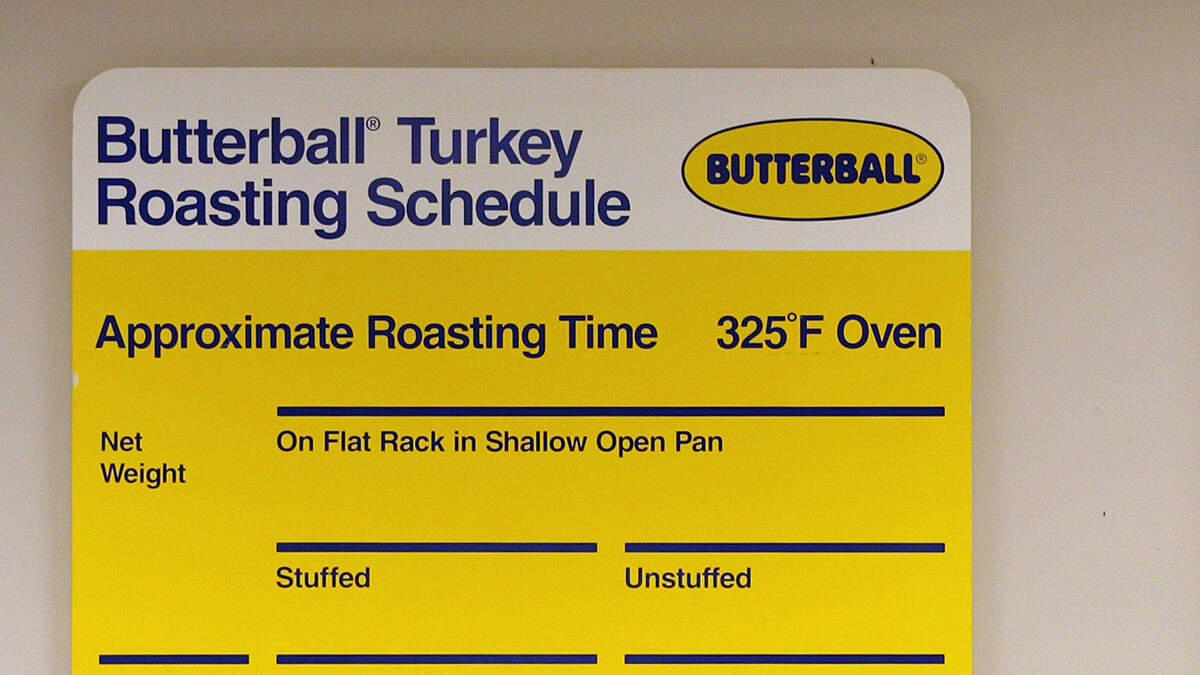 Butterball® Turkey
Roasting Schedule
BUTTERBALL®
Approximate Roasting Time 325°F Oven
Net
Weight
On Flat Rack in Shallow Open Pan
Stuffed
Unstuffed